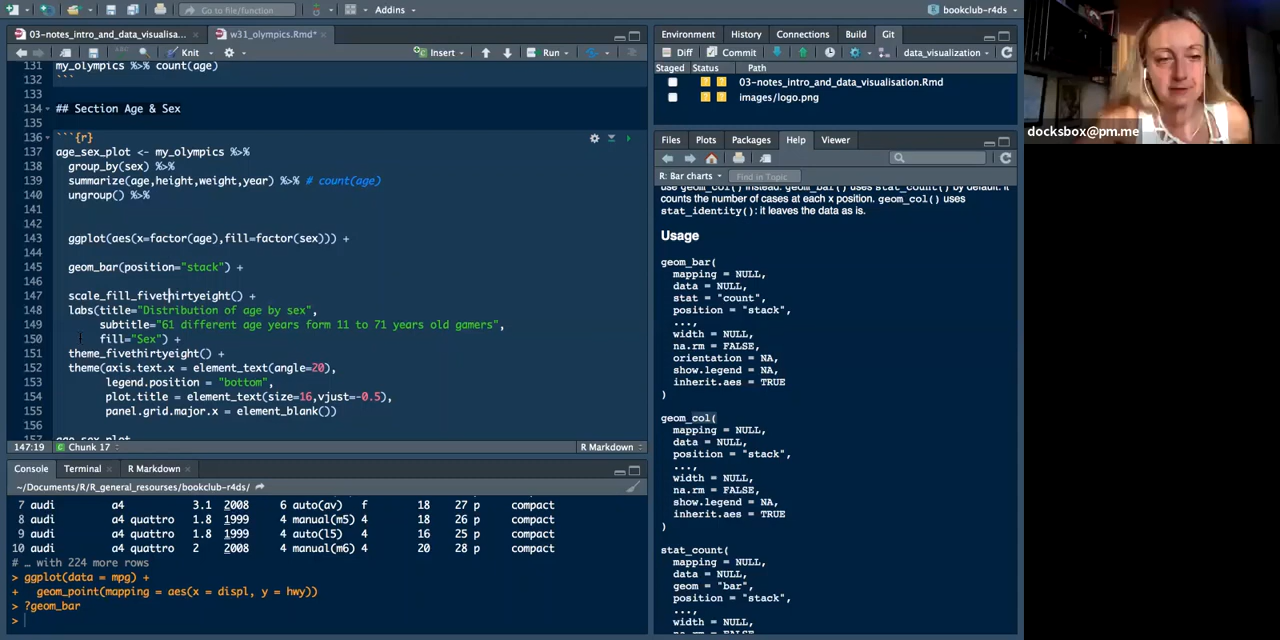 Go to file/function
Addins
bookclub-r4ds
03-notes_intro_and_data_visualisa...
w31_olympics.Rmd*
Knit
Insert
Run
131 my_olympics %>% count(age)
132 ```
133
134 ## Section Age & Sex
135
136 ```{r}
137 age_sex_plot <- my_olympics %>%
138 group_by(sex) %>%
139 summarize(age,height,weight,year) %>% # count(age)
140 ungroup() %>%
141
142
143 ggplot(aes(x=factor(age),fill=factor(sex))) +
144
145 geom_bar(position="stack") +
146
147 scale_fill_fivethirtyeight() +
148 labs(title="Distribution of age by sex",
149 subtitle="61 different age years form 11 to 71 years old gamers",
150 fill="Sex") +
151 theme_fivethirtyeight() +
152 theme(axis.text.x = element_text(angle=20),
153 legend.position = "bottom",
154 plot.title = element_text(size=16,vjust=-0.5),
155 panel.grid.major.x = element_blank())
156
157 age_sex_plot
147:19 Chunk 17 R Markdown
Console Terminal R Markdown
~/Documents/R/R_general_resourses/bookclub-r4ds/
7 audi a4 3.1 2008 6 auto(av) f 18 27 p compact
8 audi a4 quattro 1.8 1999 4 manual(m5) 4 18 26 p compact
9 audi a4 quattro 1.8 1999 4 auto(l5) 4 16 25 p compact
10 audi a4 quattro 2 2008 4 manual(m6) 4 20 28 p compact
# … with 224 more rows
> ggplot(data = mpg) +
+ geom_point(mapping = aes(x = displ, y = hwy))
> ?geom_bar
>
Environment History Connections Build Git
Diff Commit data_visualization
Staged Status Path
03-notes_intro_and_data_visualisation.Rmd
images/logo.png
Files Plots Packages Help Viewer
R: Bar charts Find in Topic
use geom_col() instead. geom_bar() uses stat_count() by default: it
counts the number of cases at each x position. geom_col() uses
stat_identity(): it leaves the data as is.
Usage
geom_bar(
mapping = NULL,
data = NULL,
stat = "count",
position = "stack",
...,
width = NULL,
na.rm = FALSE,
orientation = NA,
show.legend = NA,
inherit.aes = TRUE
)
geom_col(
mapping = NULL,
data = NULL,
position = "stack",
...,
width = NULL,
na.rm = FALSE,
show.legend = NA,
inherit.aes = TRUE
)
stat_count(
mapping = NULL,
data = NULL,
geom = "bar",
position = "stack",
...,
width = NULL,
na.rm = FALSE,
docksbox@pm.me